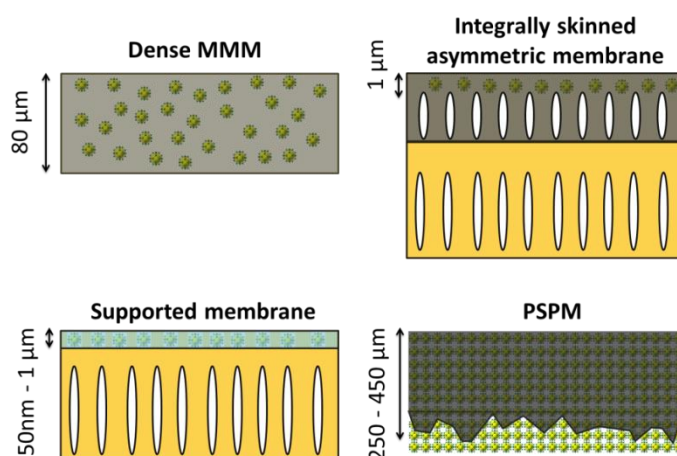 Dense MMM
80 µm
Integrally skinned
asymmetric membrane
1 µm
Supported membrane
50nm - 1 µm
PSPM
250 - 450 µm